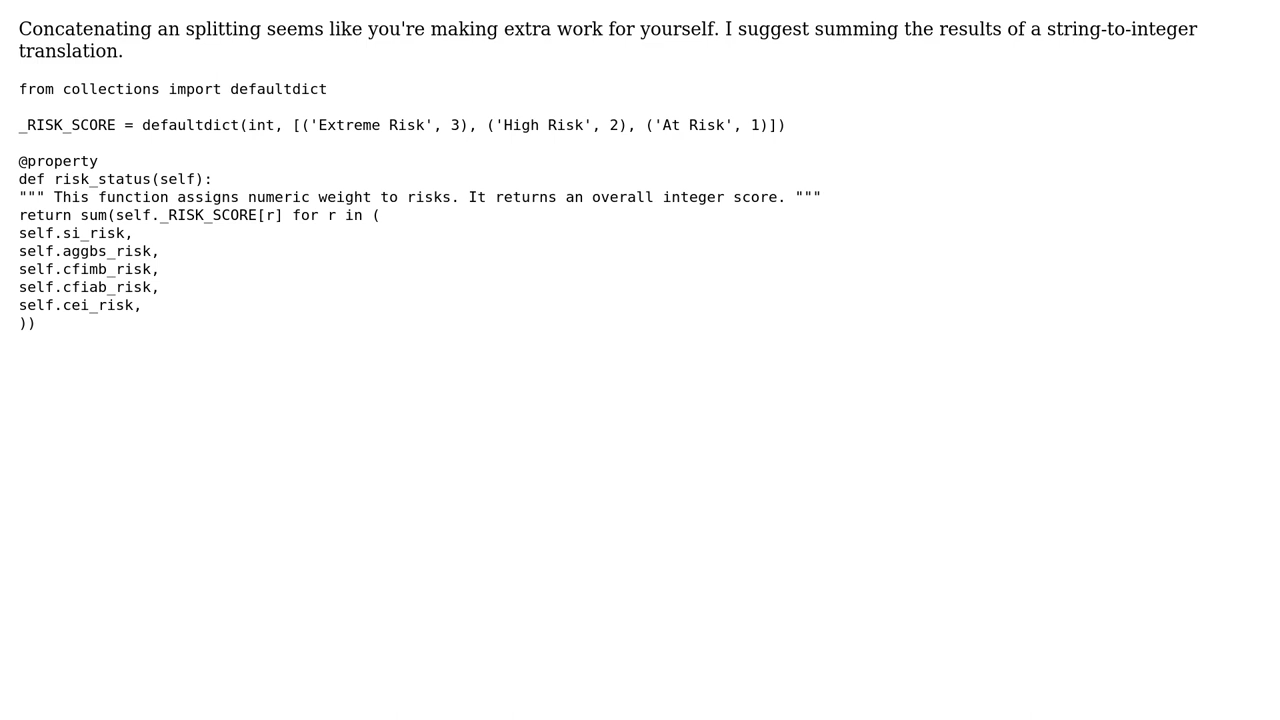 Concatenating an splitting seems like you're making extra work for yourself. I suggest summing the results of a string-to-integer
translation.
from collections import defaultdict
_RISK_SCORE = defaultdict(int, [('Extreme Risk', 3), ('High Risk', 2), ('At Risk', 1)])
@property
def risk_status(self):
""" This function assigns numeric weight to risks. It returns an overall integer score. """
return sum(self._RISK_SCORE[r] for r in (
self.si_risk,
self.aggbs_risk,
self.cfimb_risk,
self.cfiab_risk,
self.cei_risk,
))